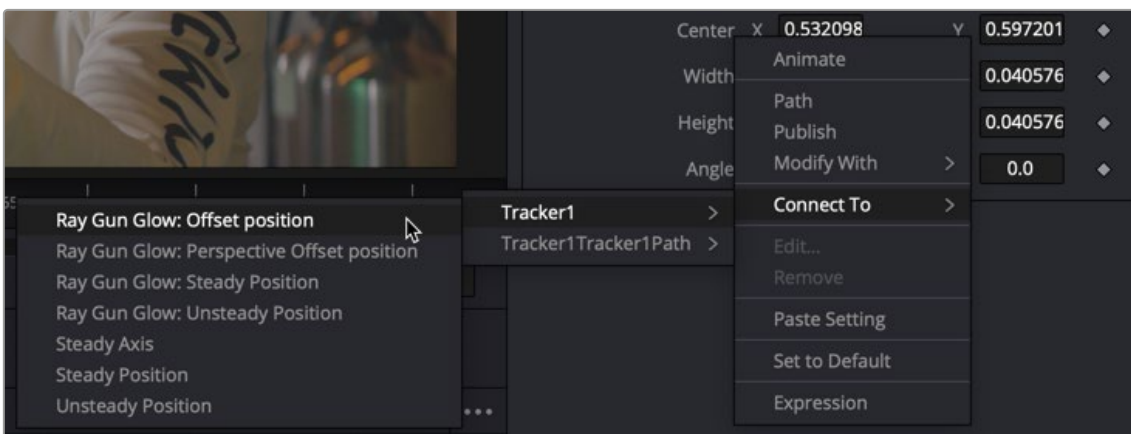 Center X 0.532098 Y 0.597201
Width 0.040576
Height 0.040576
Angle 0.0
Animate
Path
Publish
Modify With >
Connect To >
Edit...
Remove
Paste Setting
Set to Default
Expression
Tracker1 >
Tracker1Tracker1Path >
Ray Gun Glow: Offset position
Ray Gun Glow: Perspective Offset position
Ray Gun Glow: Steady Position
Ray Gun Glow: Unsteady Position
Steady Axis
Steady Position
Unsteady Position